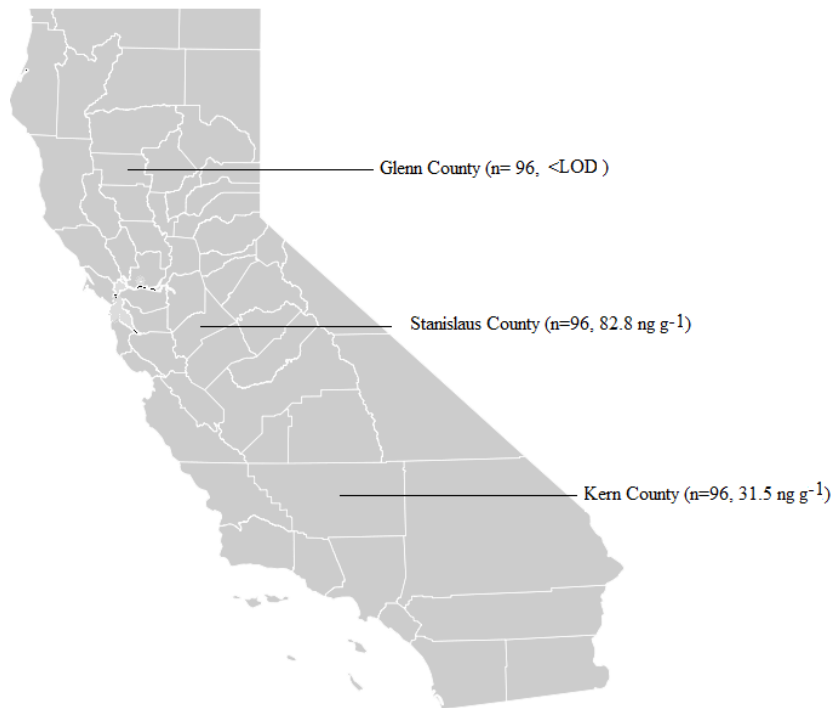 Glenn County (n= 96, <LOD )
Stanislaus County (n=96, 82.8 ng g-1)
Kern County (n=96, 31.5 ng g-1)